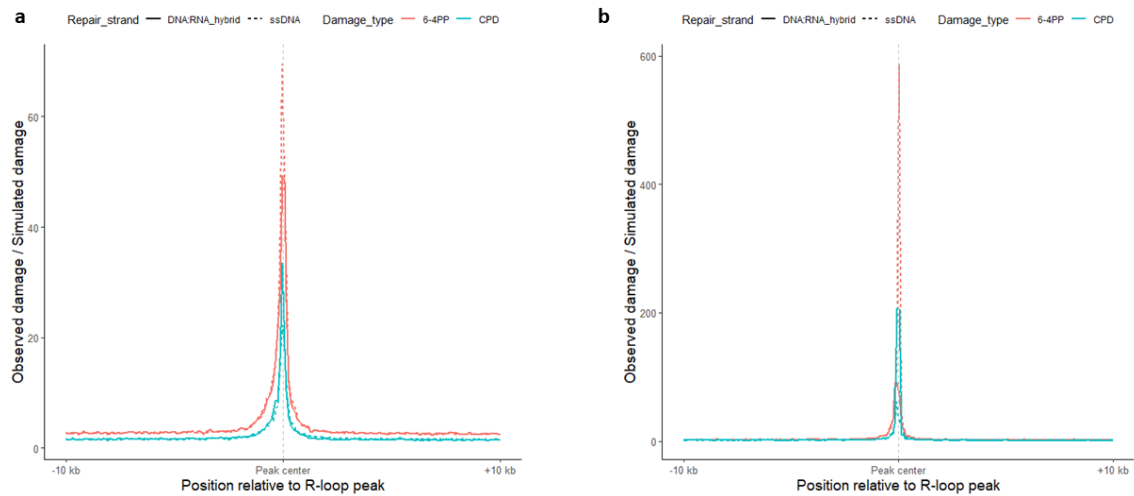 a
Repair_strand DNA:RNA_hybrid ssDNA Damage_type 6-4PP CPD
Observed damage / Simulated damage
60
40
20
0
-10 kb Peak center +10 kb
Position relative to R-loop peak
b
Repair_strand DNA:RNA_hybrid ssDNA Damage_type 6-4PP CPD
Observed damage / Simulated damage
600
400
200
0
-10 kb Peak center +10 kb
Position relative to R-loop peak